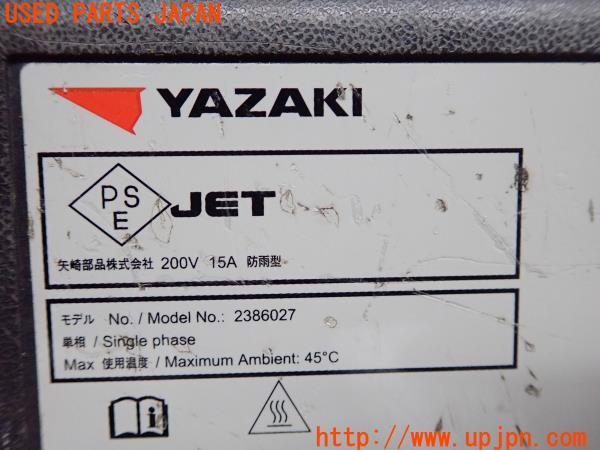 USED PARTS JAPAN
YAZAKI
PS
E
JET
矢崎部品株式会社 200V 15A 防雨型
モデル No. / Model No.: 2386027
単相 / Single phase
Max 使用温度 / Maximum Ambient: 45°C
http://www.upjpn.com